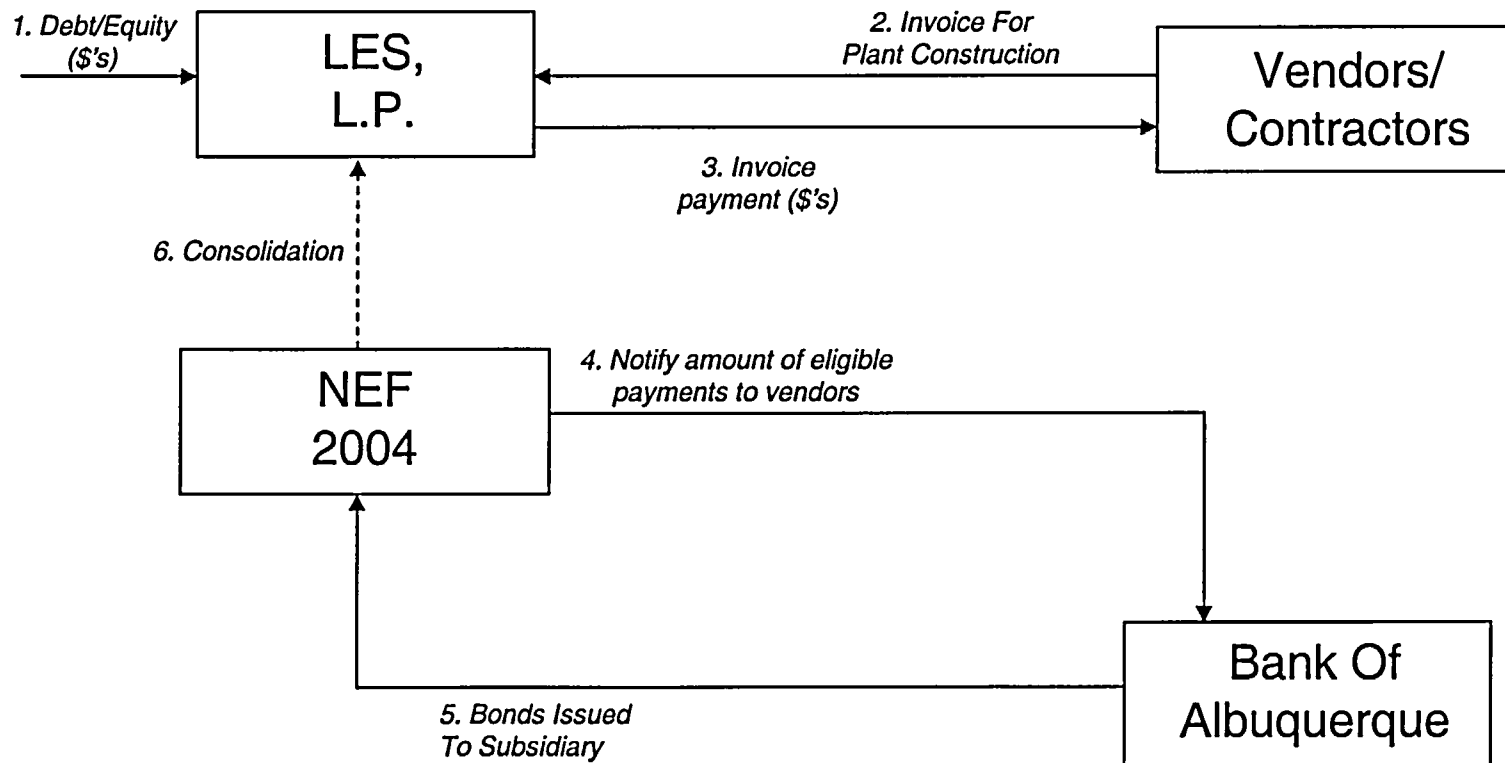 1. Debt/Equity
($'s)
LES,
L.P.
2. Invoice For
Plant Construction
Vendors/
Contractors
3. Invoice
payment ($'s)
6. Consolidation
NEF
2004
4. Notify amount of eligible
payments to vendors
5. Bonds Issued
To Subsidiary
Bank Of
Albuquerque